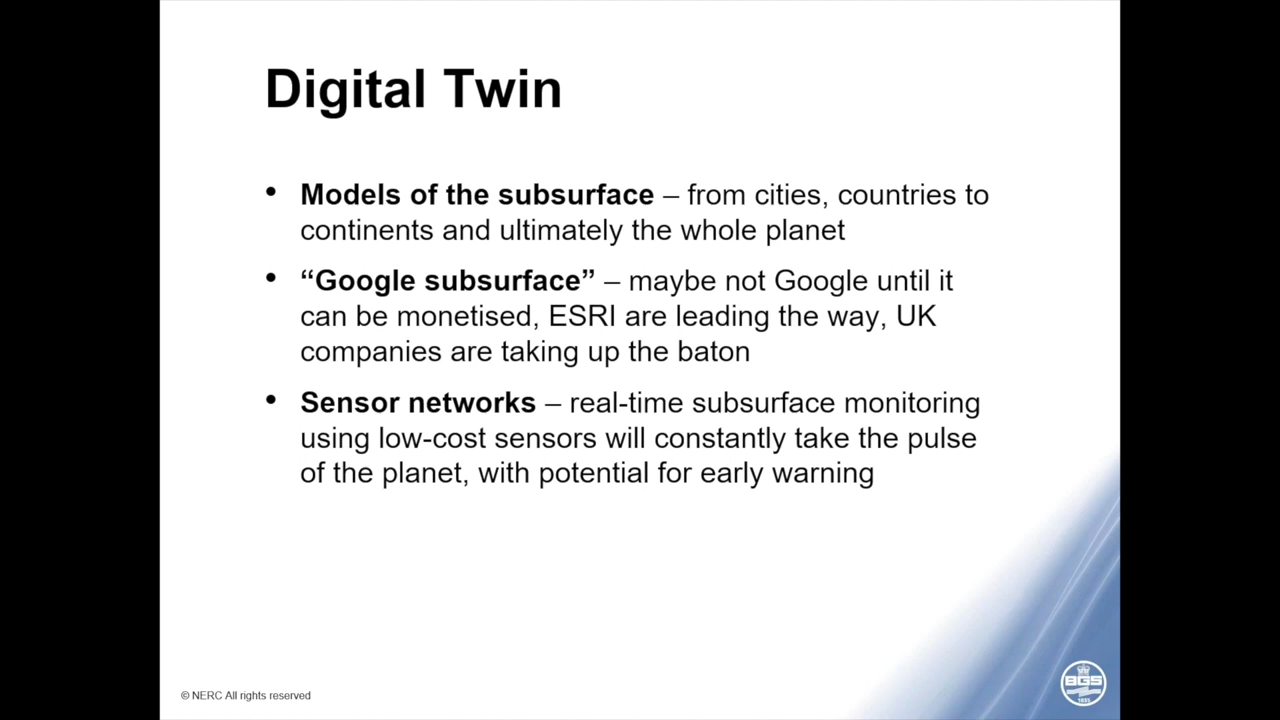 Digital Twin
• Models of the subsurface – from cities, countries to
continents and ultimately the whole planet
• “Google subsurface” – maybe not Google until it
can be monetised, ESRI are leading the way, UK
companies are taking up the baton
• Sensor networks – real-time subsurface monitoring
using low-cost sensors will constantly take the pulse
of the planet, with potential for early warning
© NERC All rights reserved
BGS